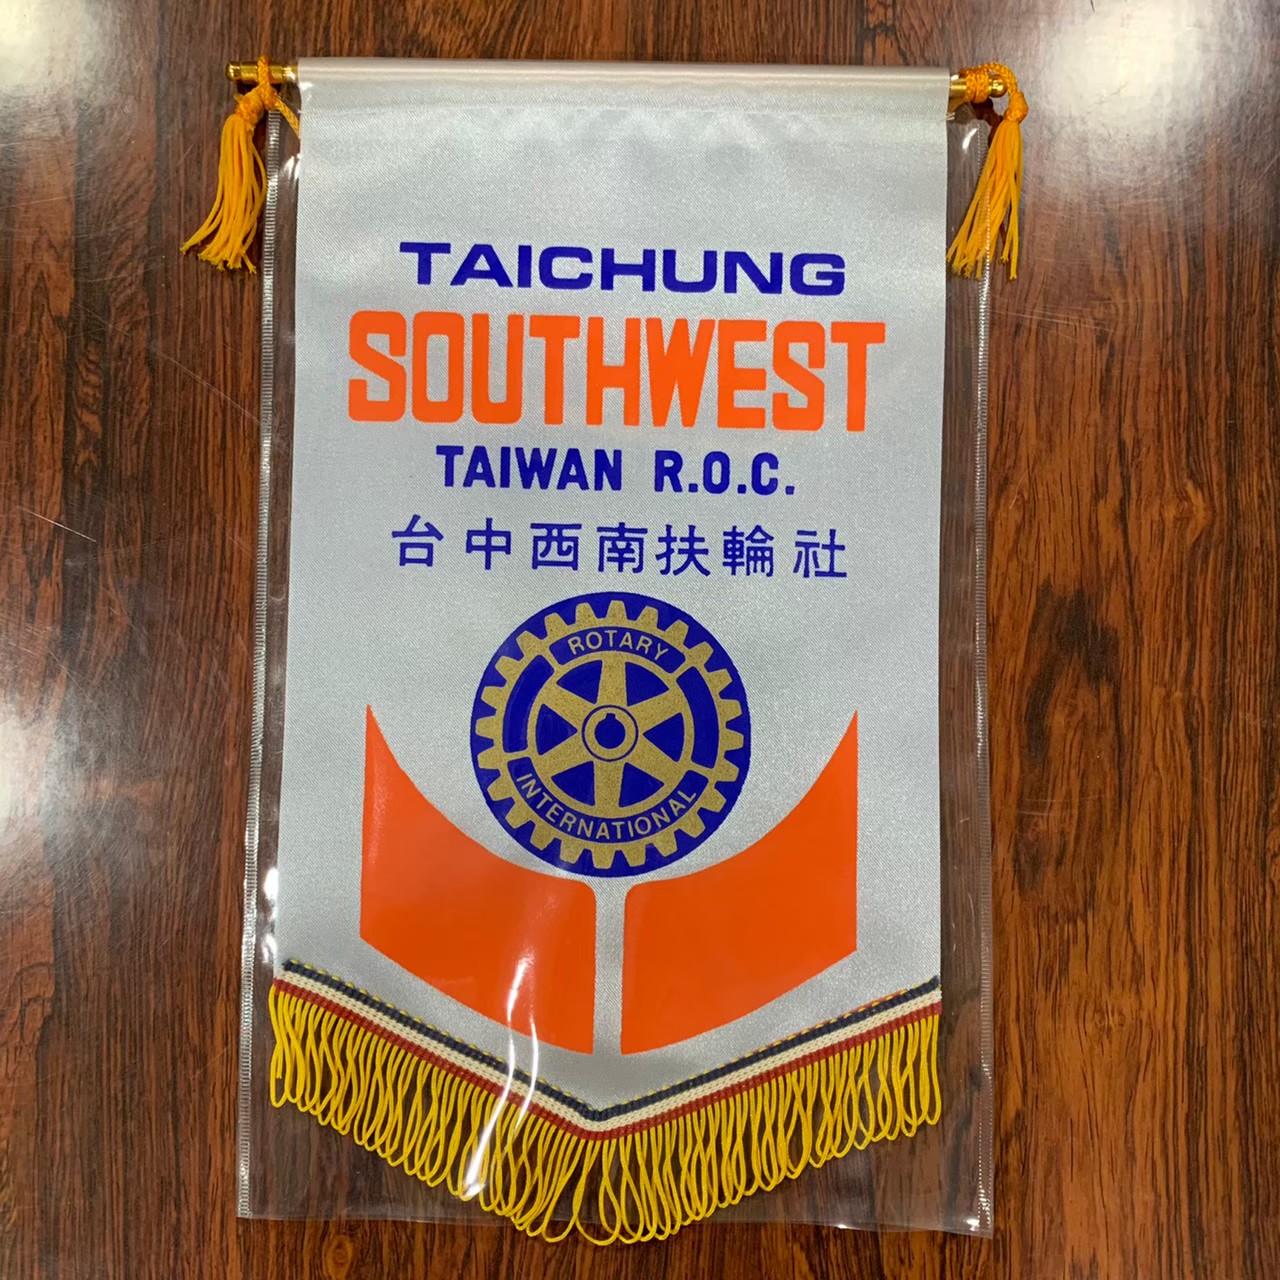 TAICHUNG
SOUTHWEST
TAIWAN R.O.C.
台中西南扶輪社
ROTARY
INTERNATIONAL